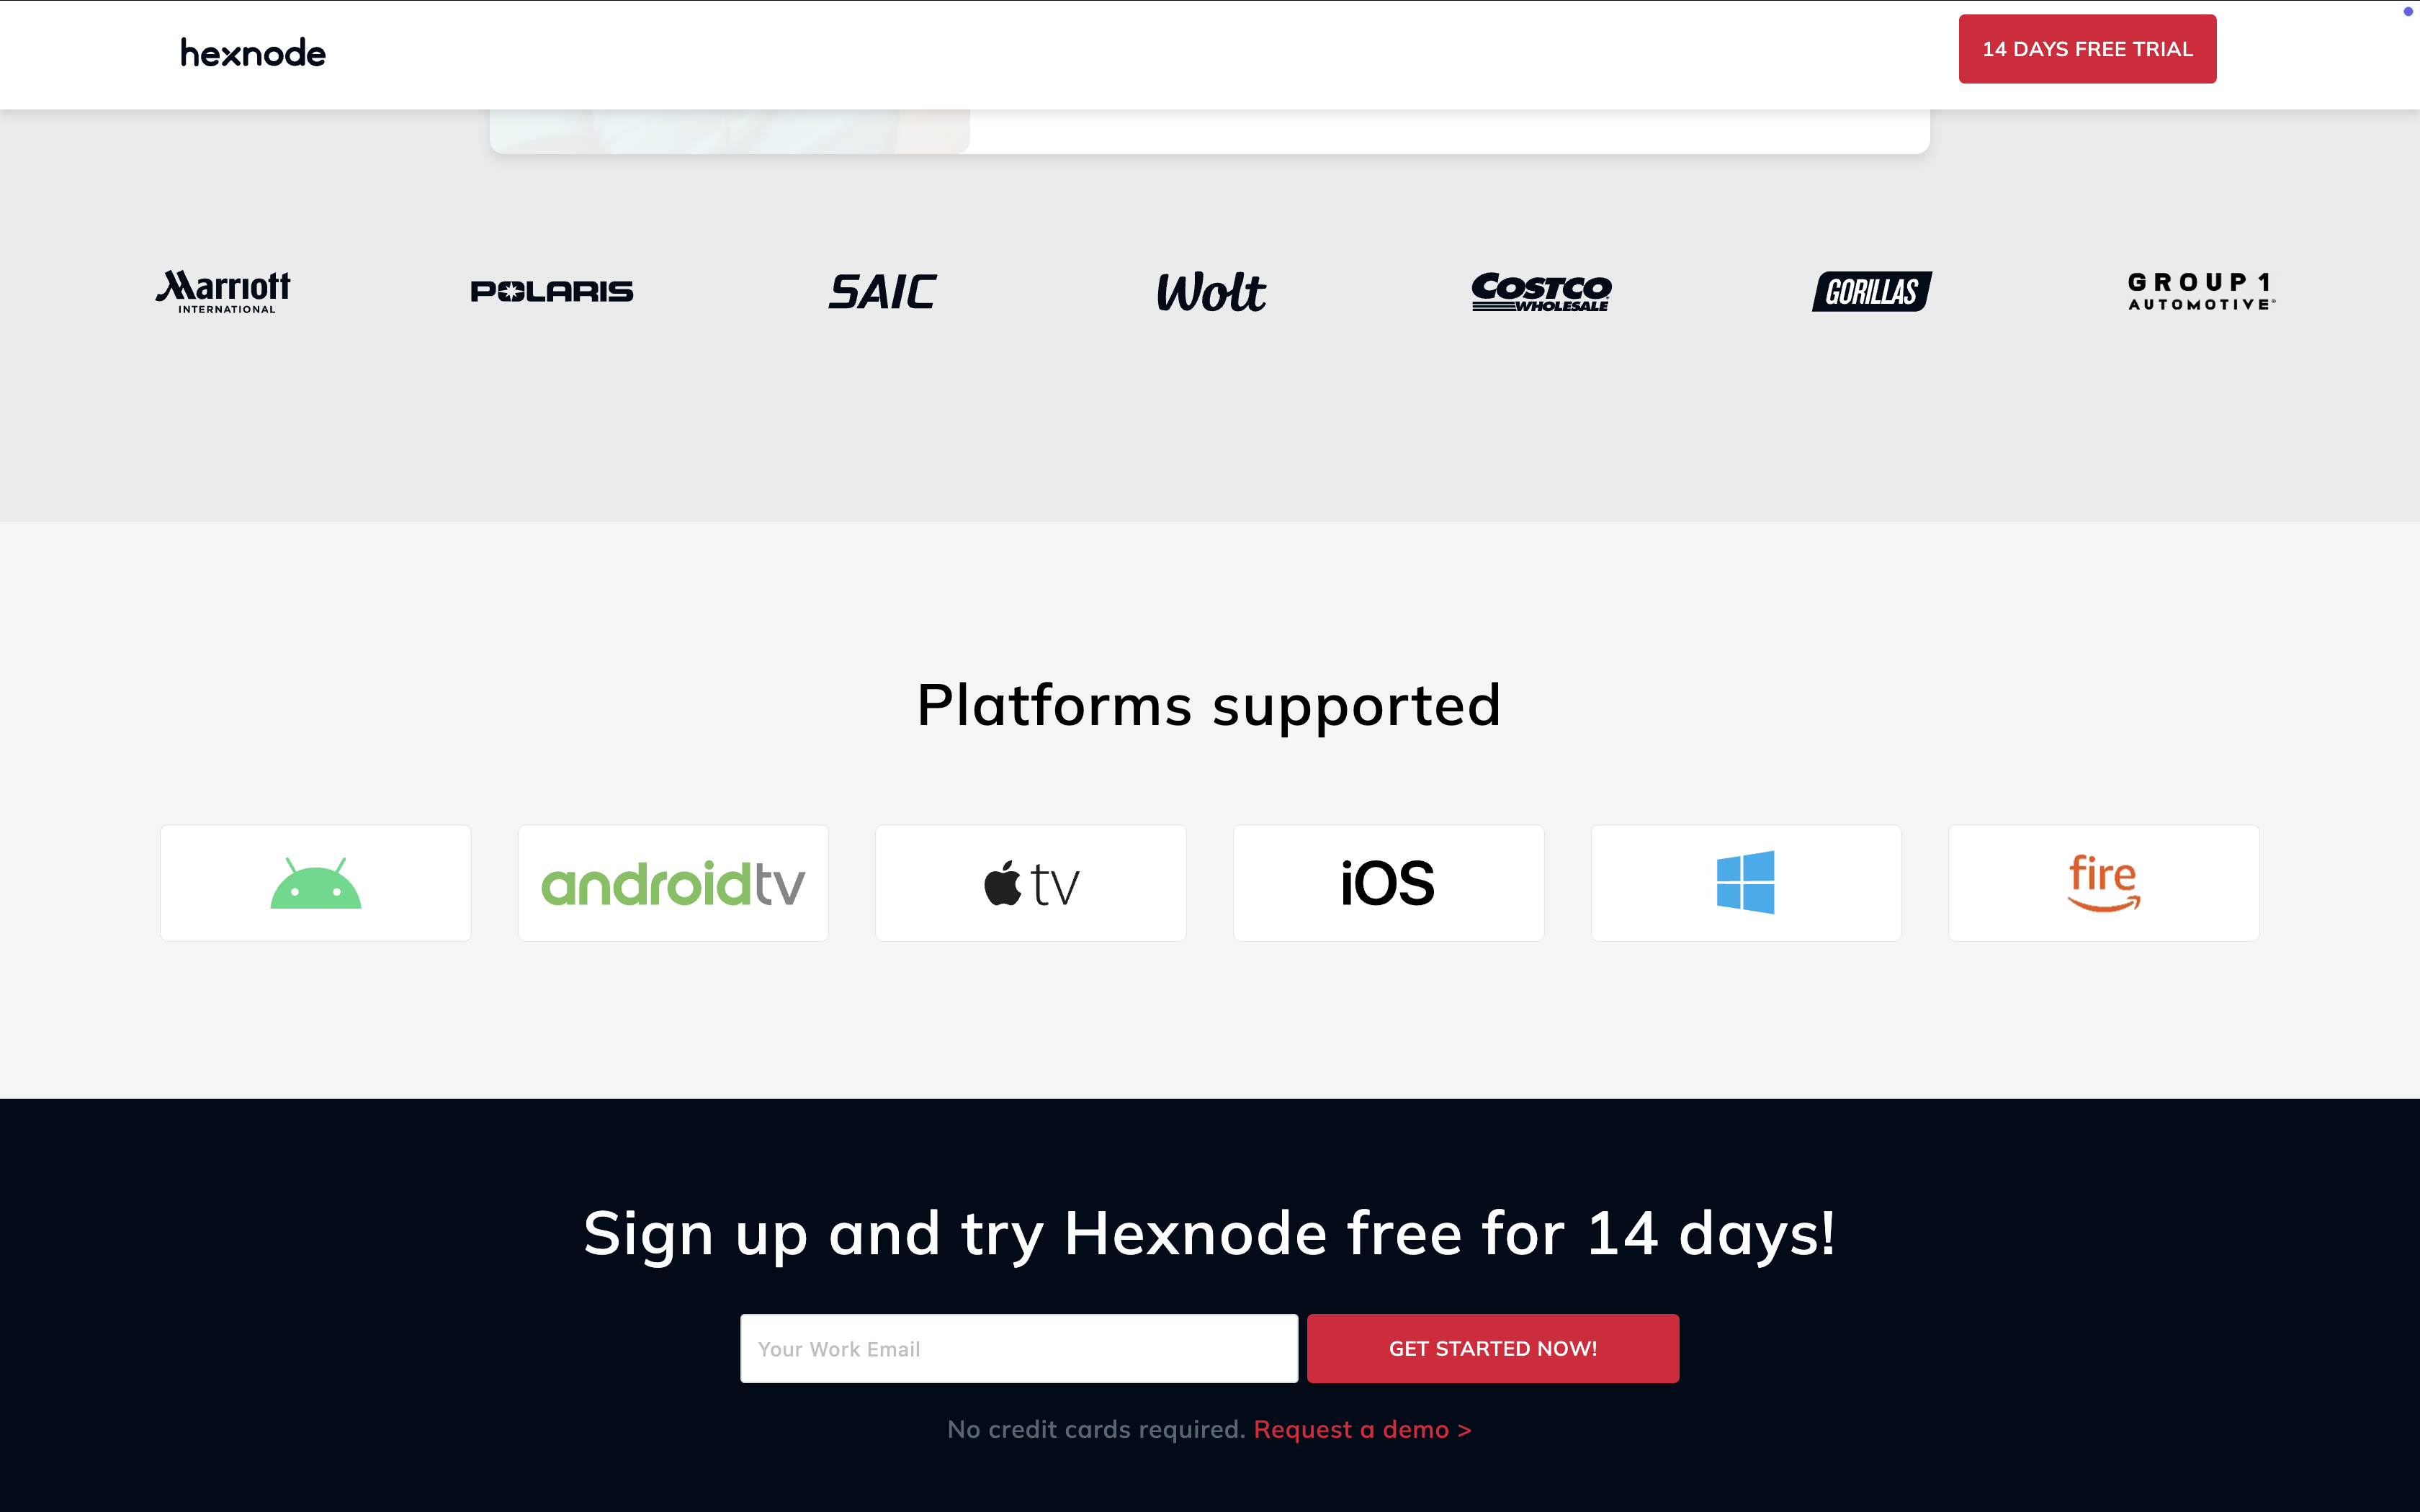 hexnode
14 DAYS FREE TRIAL
Marriott
INTERNATIONAL
POLARIS
SAIC
Wolt
COSTCO
WHOLESALE
GORILLAS
GROUP 1
AUTOMOTIVE®
Platforms supported
androidtv
tv
iOS
fire
Sign up and try Hexnode free for 14 days!
Your Work Email
GET STARTED NOW!
No credit cards required. Request a demo >